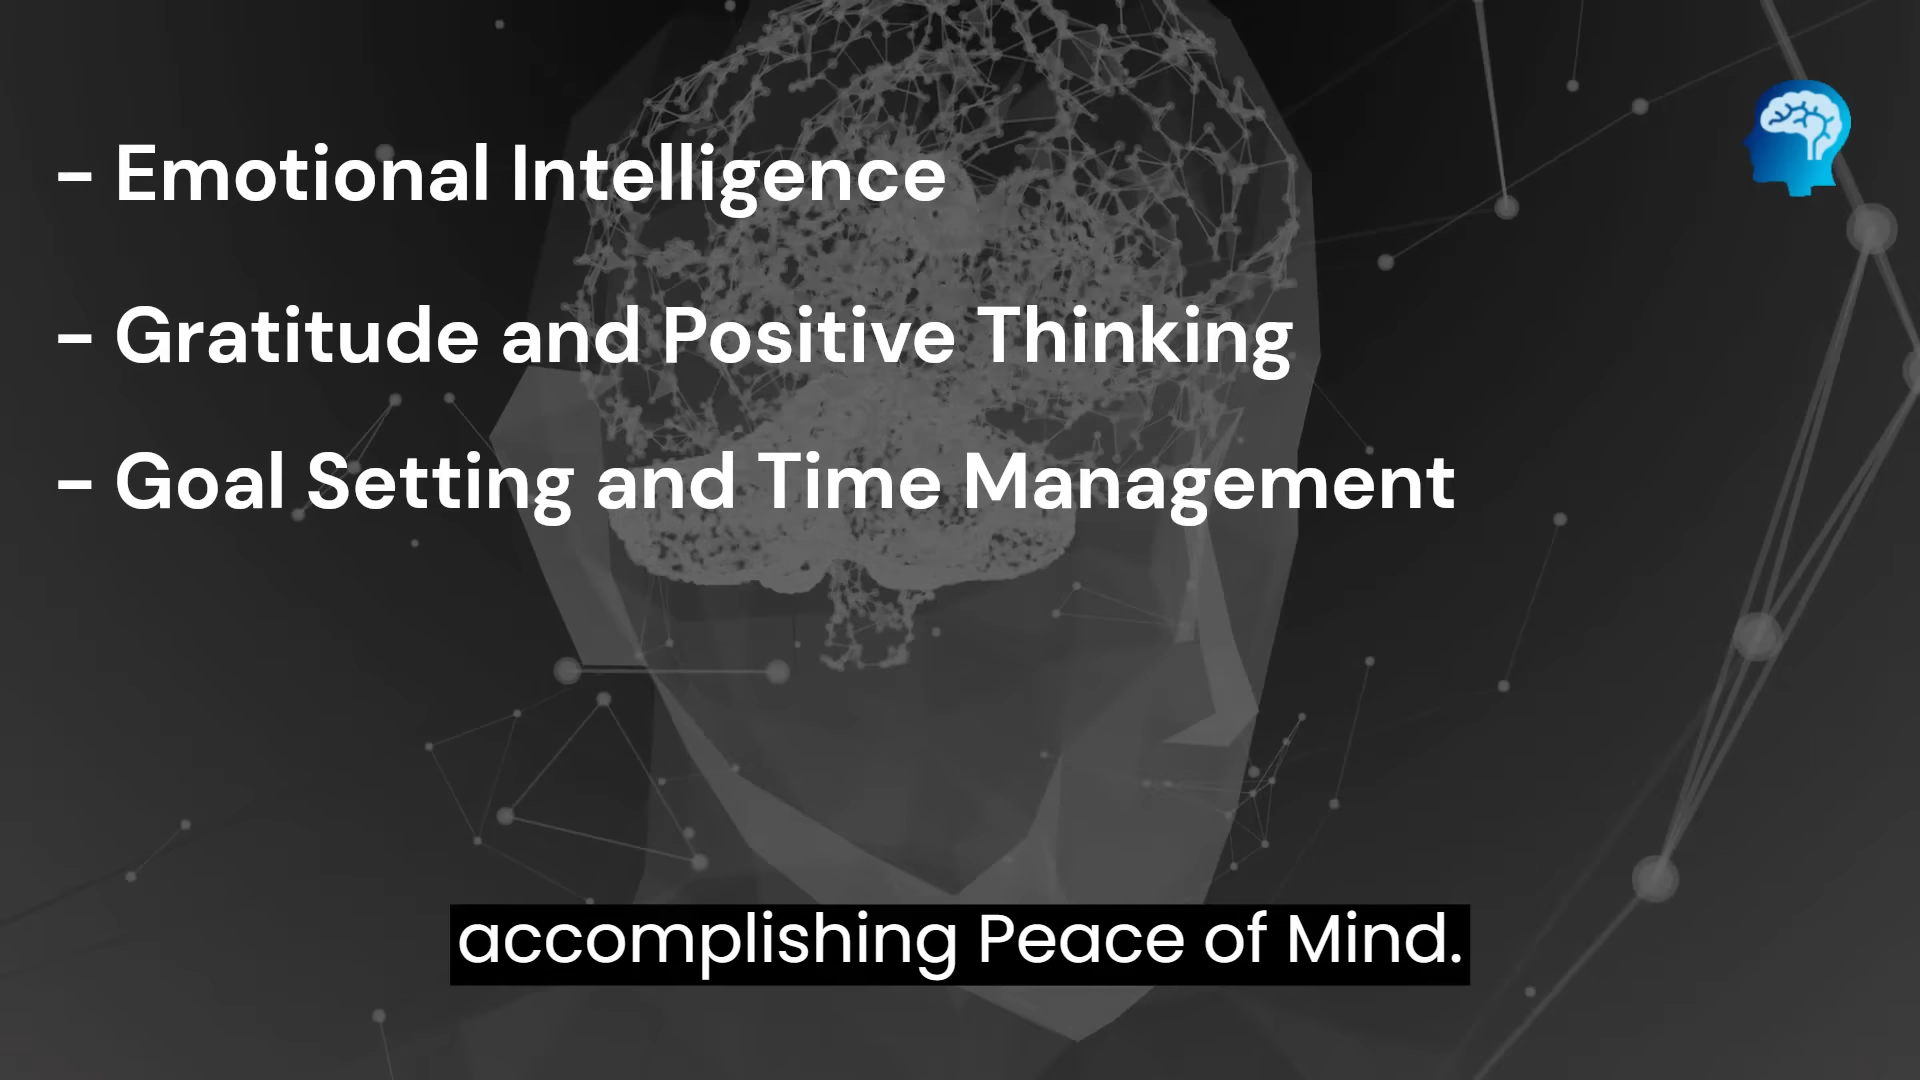 - Emotional Intelligence
- Gratitude and Positive Thinking
- Goal Setting and Time Management
accomplishing Peace of Mind.